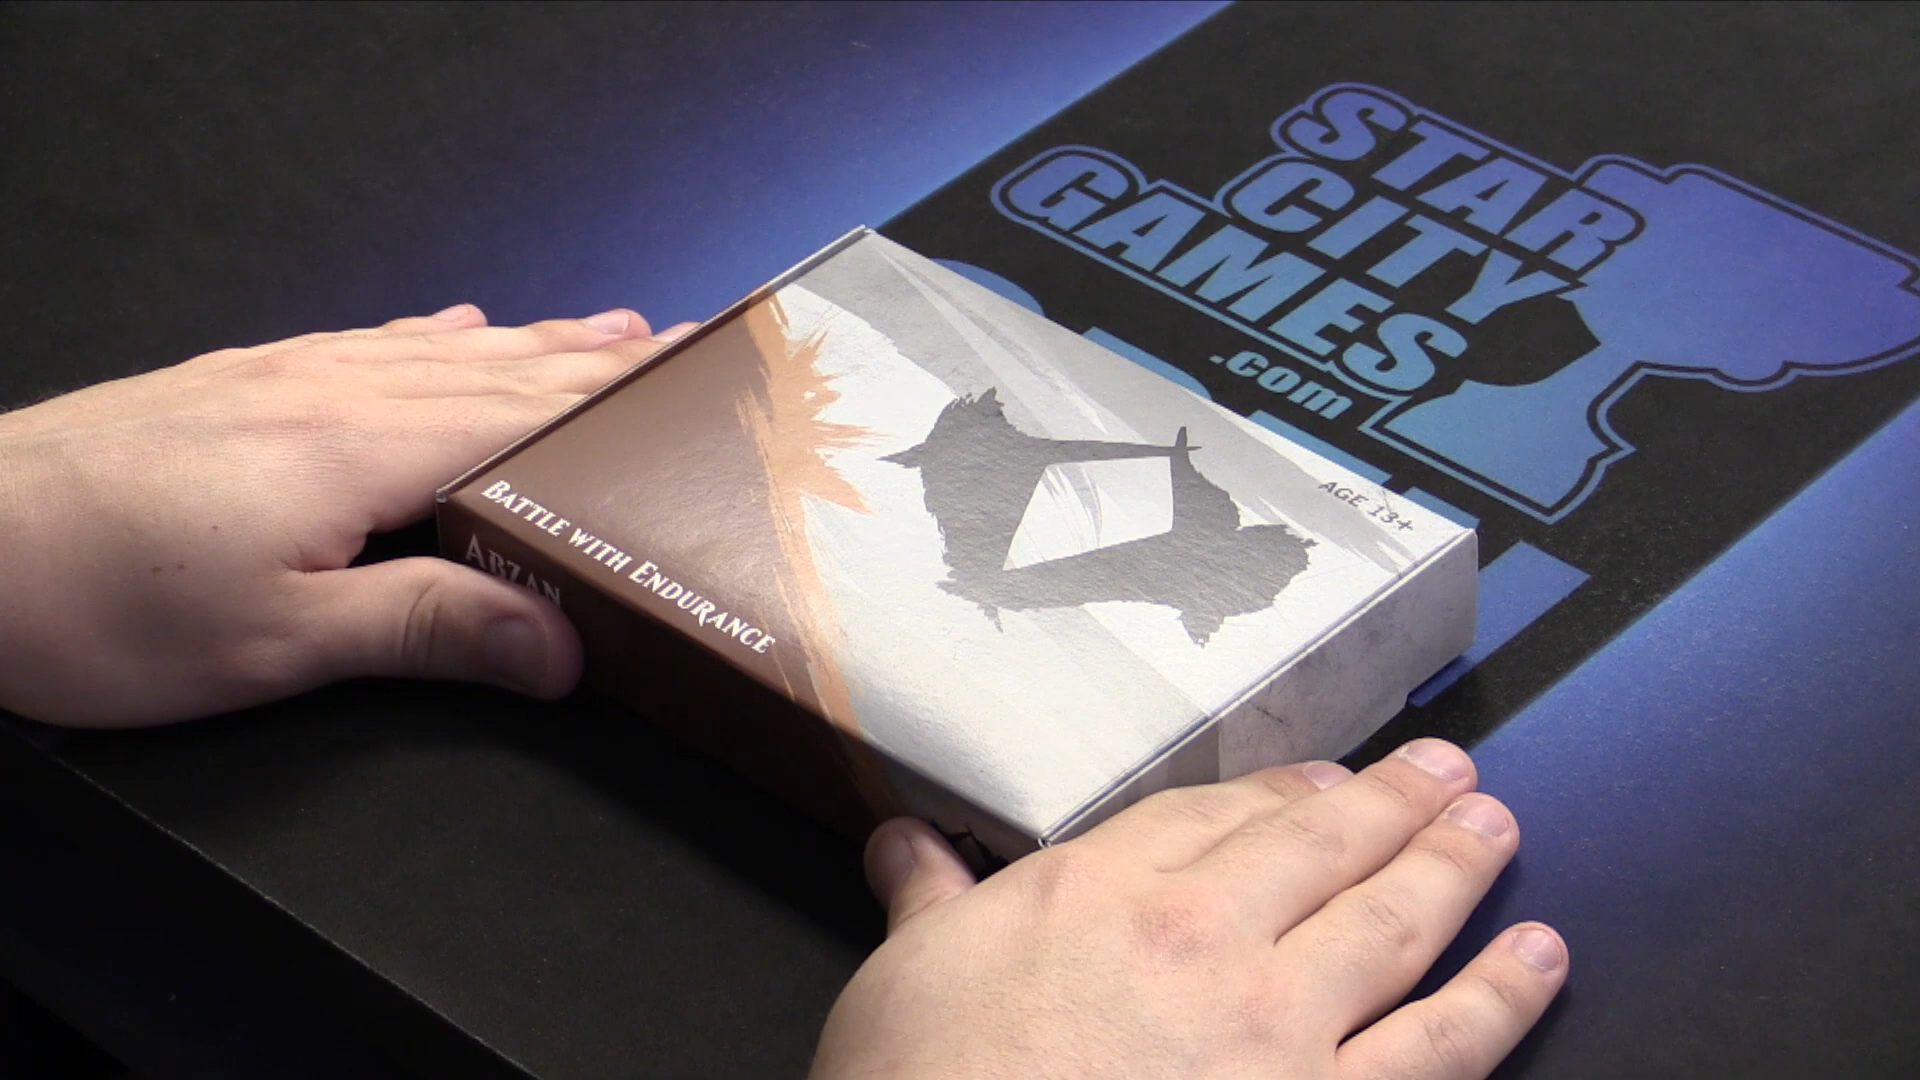 STAR
CITY
GAMES
.com
AGE 13+
BATTLE WITH ENDURANCE
ABZAN